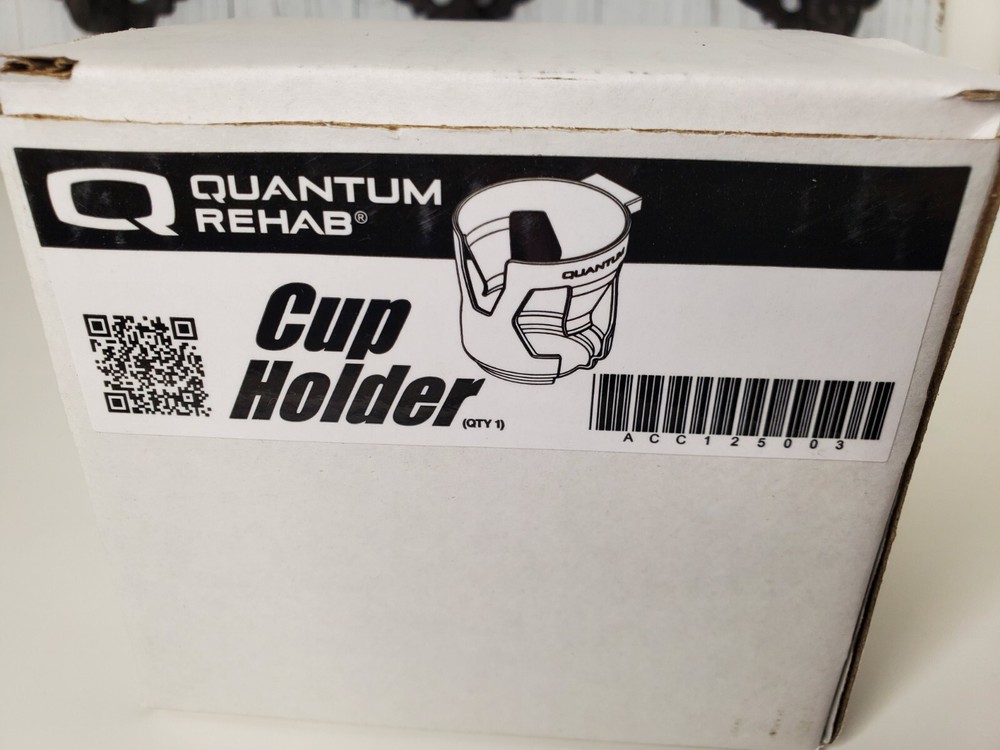 QUANTUM
REHAB®
QUANTUM
Cup
Holder
(QTY 1)
ACC125003